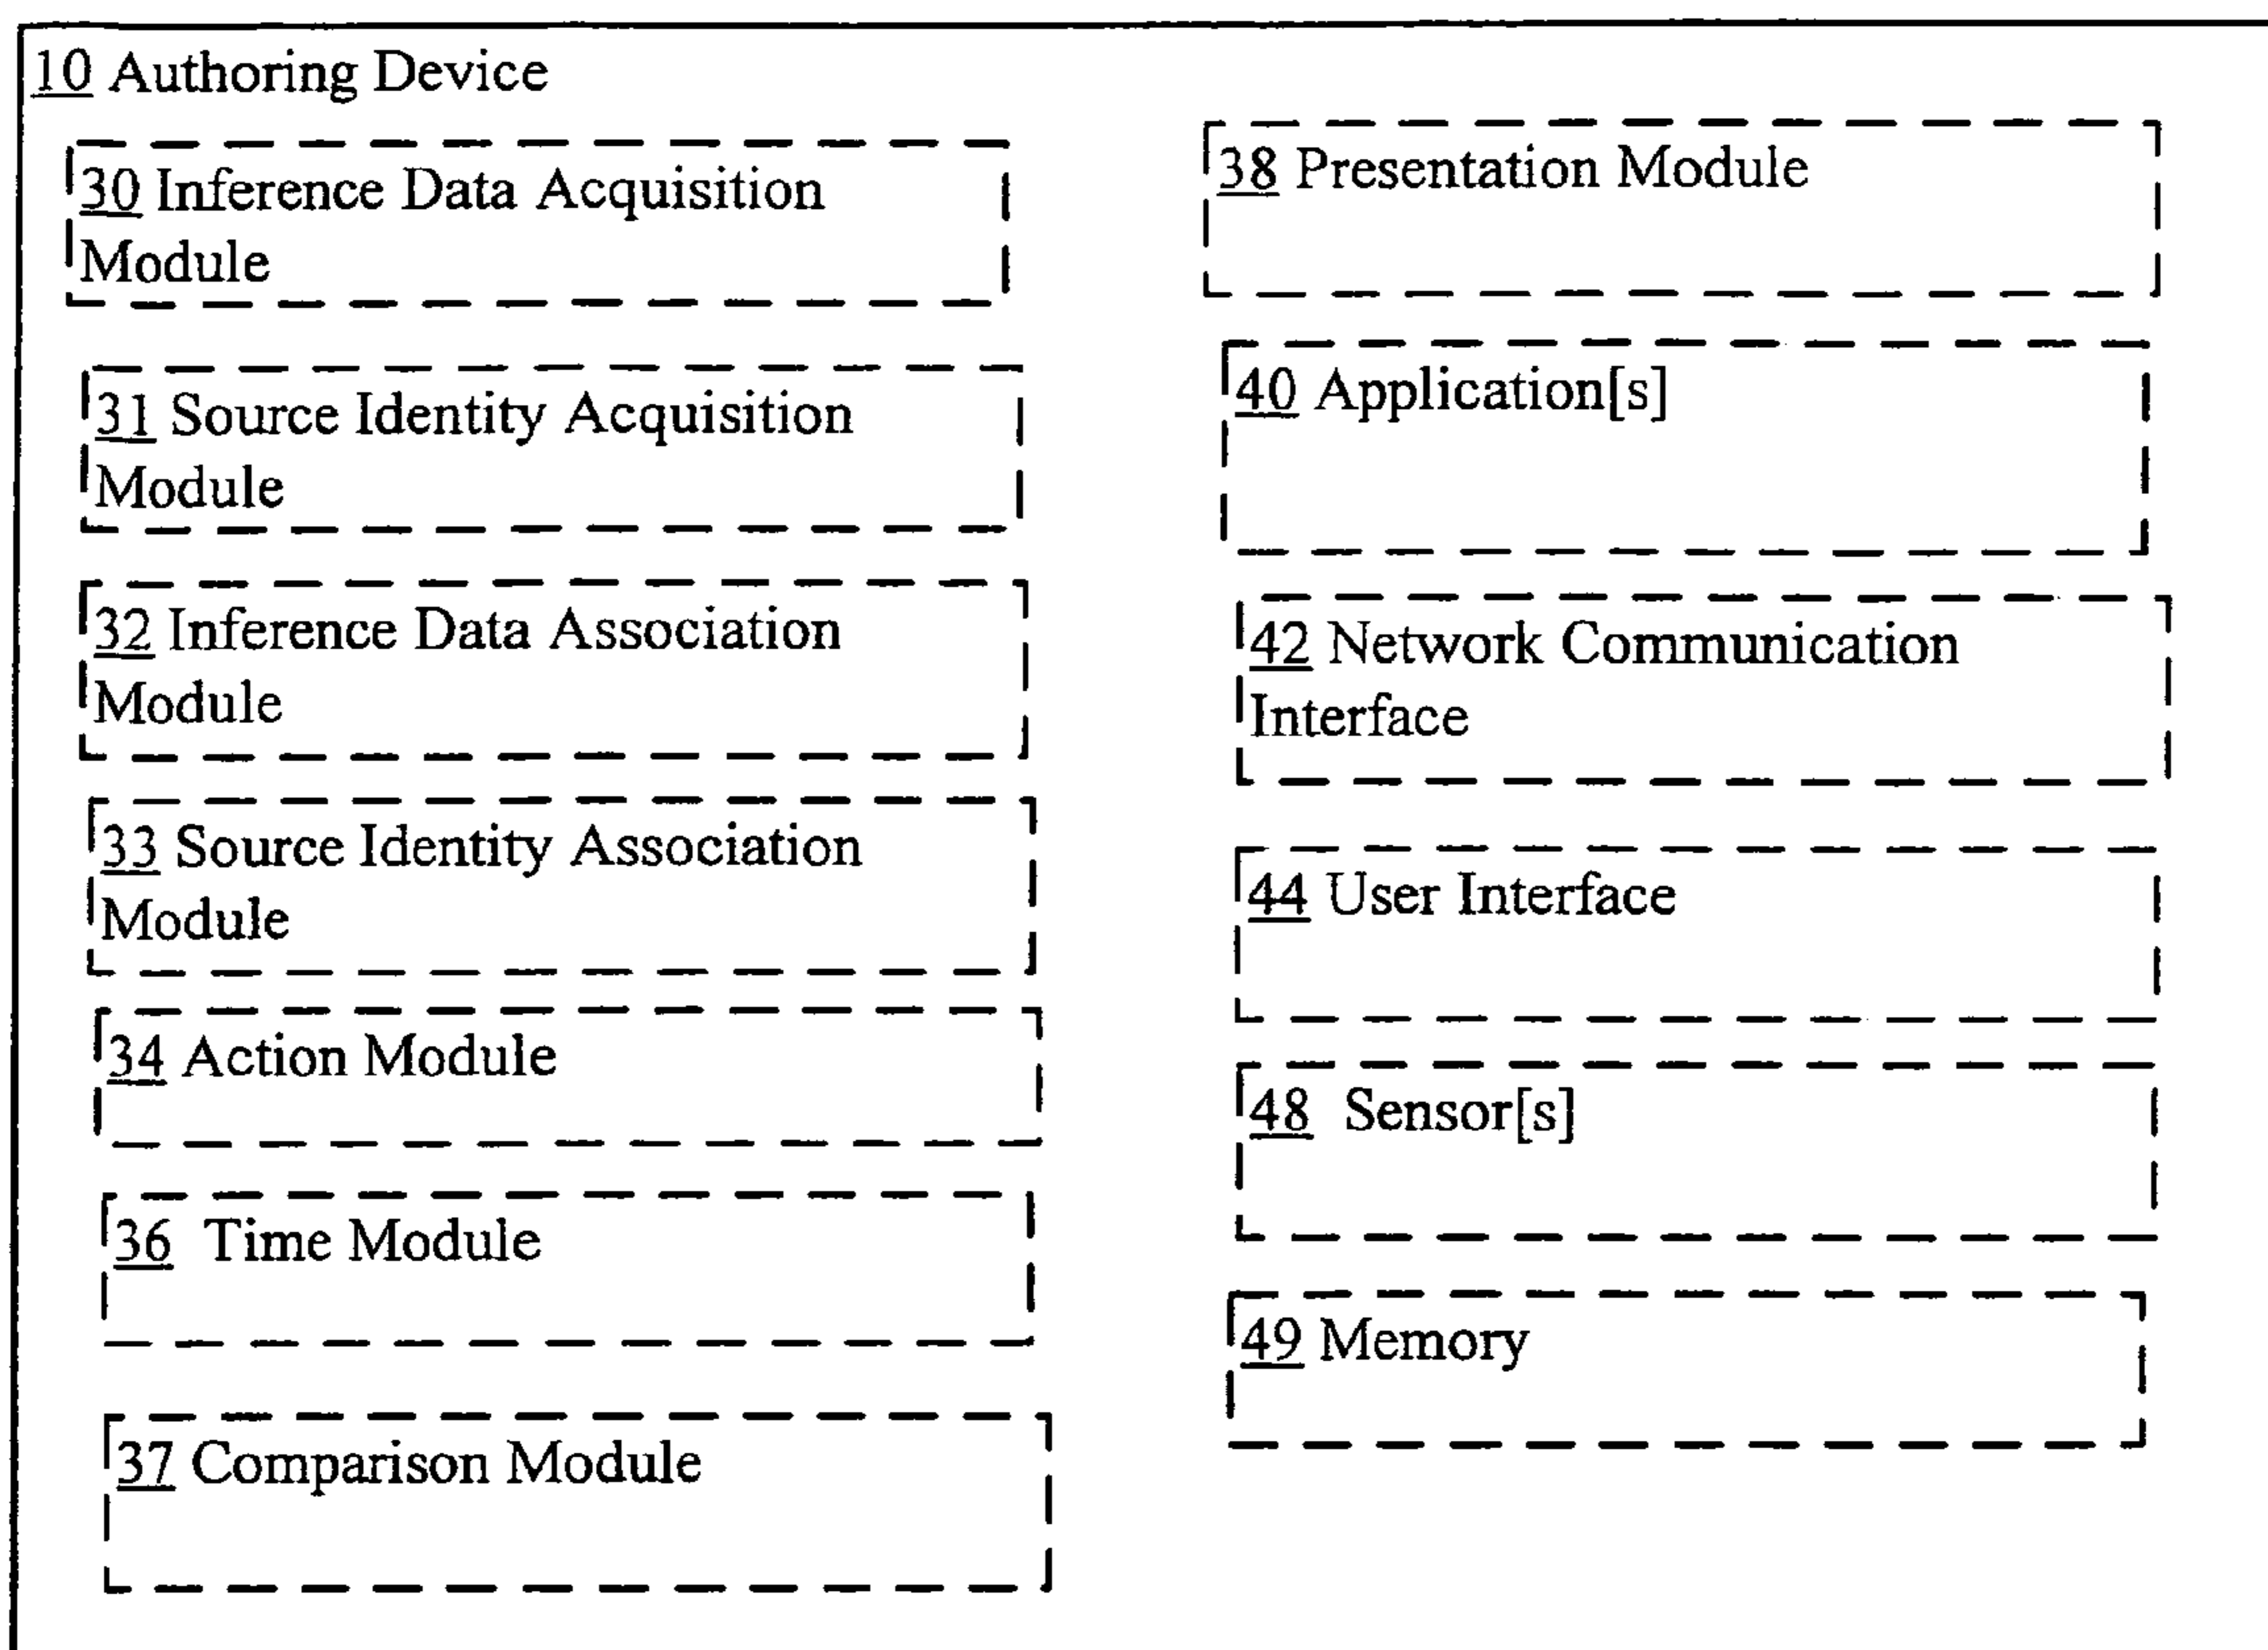 10 Authoring Device
30 Inference Data Acquisition
Module
31 Source Identity Acquisition
Module
32 Inference Data Association
Module
33 Source Identity Association
Module
34 Action Module
36 Time Module
37 Comparison Module
38 Presentation Module
40 Application[s]
42 Network Communication
Interface
44 User Interface
48 Sensor[s]
49 Memory